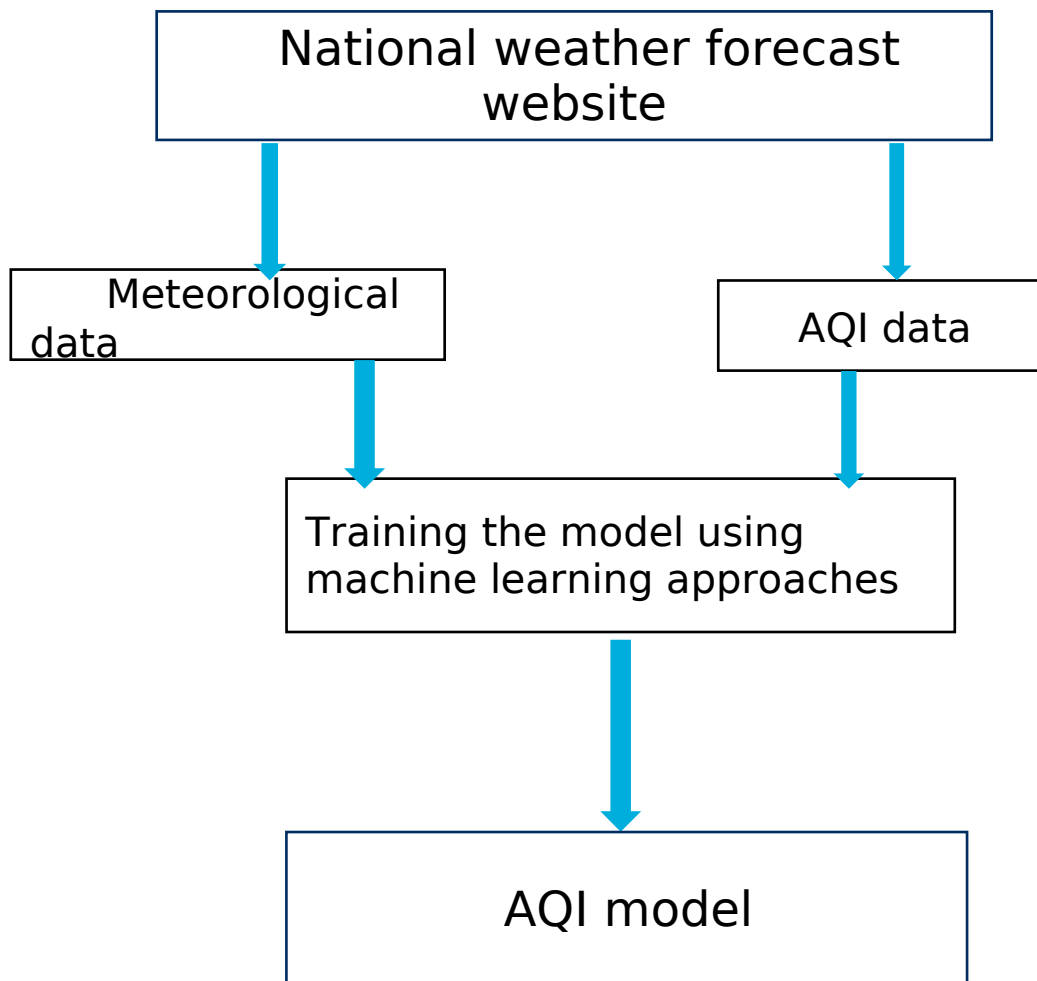 National weather forecast
website
Meteorological
data
AQI data
Training the model using
machine learning approaches
AQI model